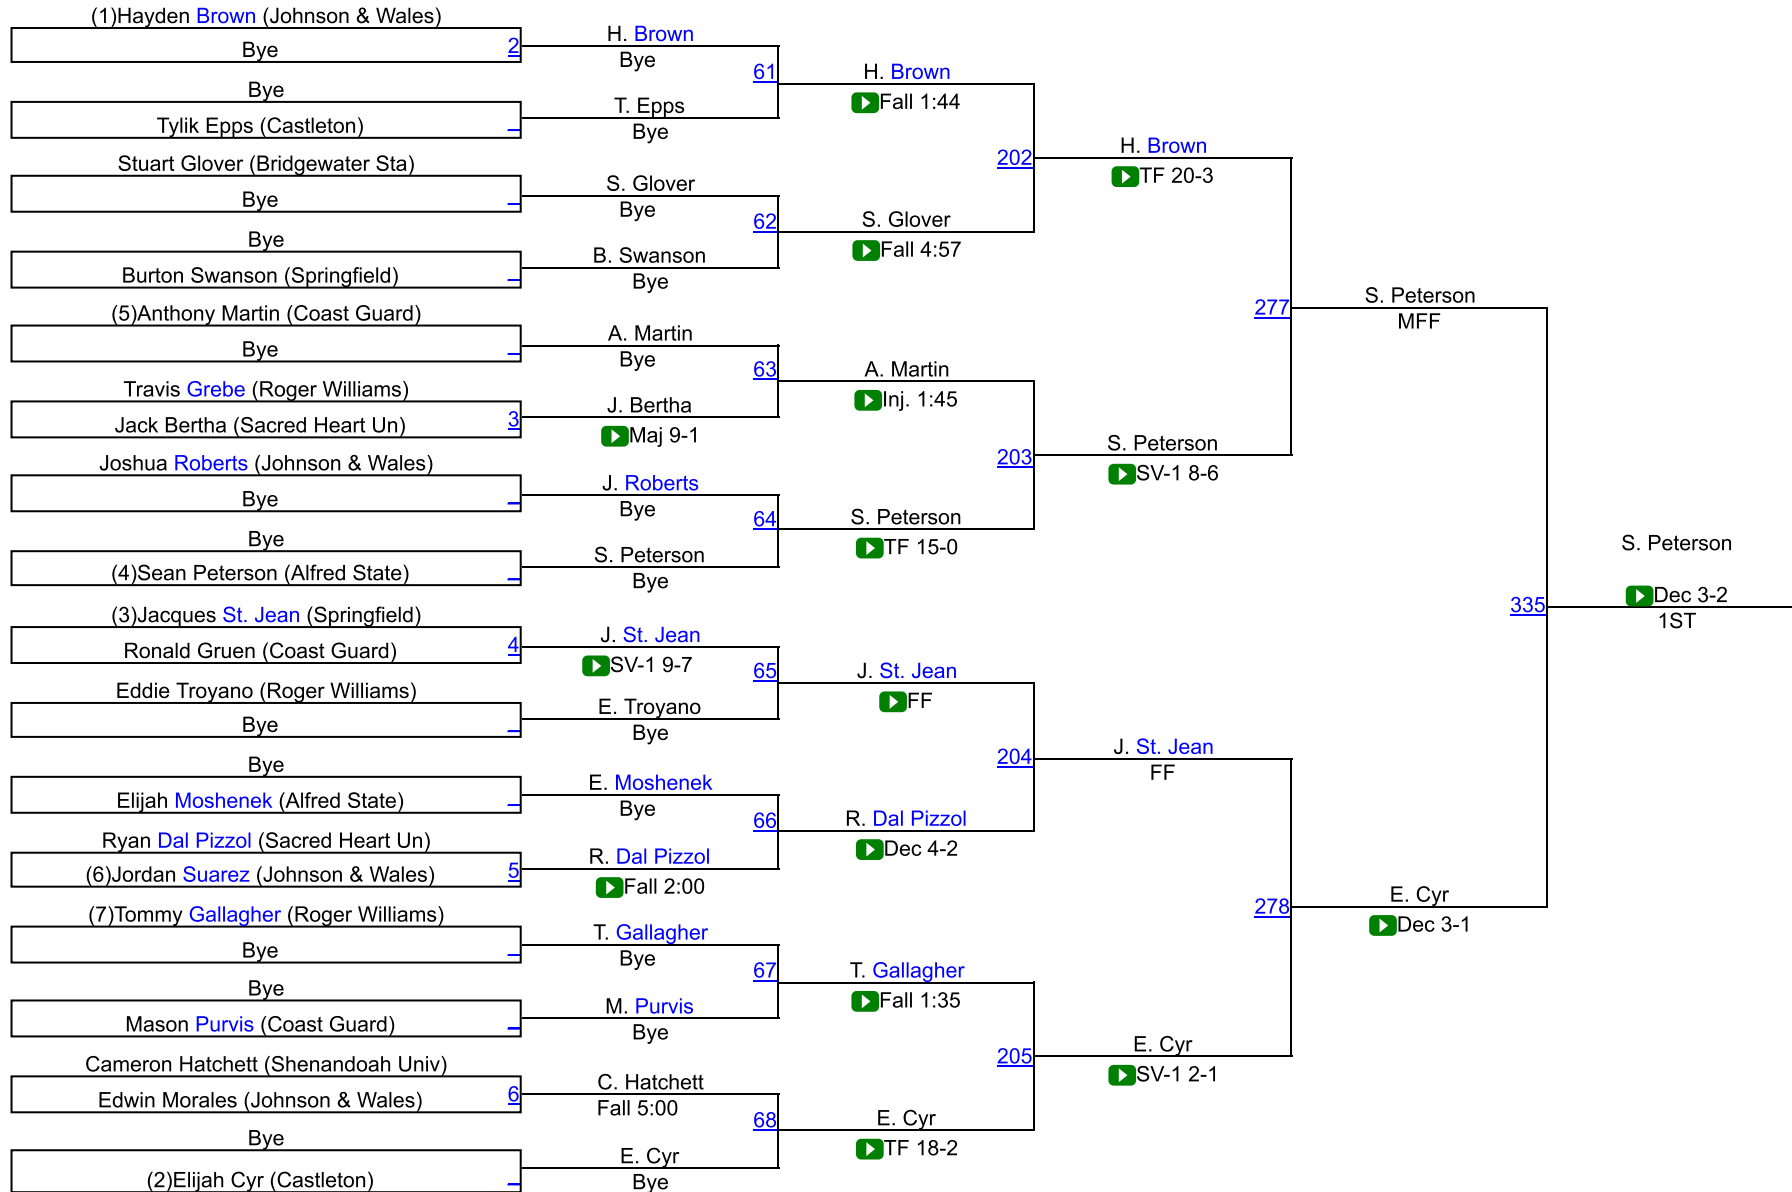 (1)Hayden Brown (Johnson & Wales)
Bye
2
Bye
Tylik Epps (Castleton)
Stuart Glover (Bridgewater Sta)
Bye
Bye
Burton Swanson (Springfield)
(5)Anthony Martin (Coast Guard)
Bye
Travis Grebe (Roger Williams)
Jack Bertha (Sacred Heart Un)
3
Joshua Roberts (Johnson & Wales)
Bye
Bye
(4)Sean Peterson (Alfred State)
(3)Jacques St. Jean (Springfield)
Ronald Gruen (Coast Guard)
4
Eddie Troyano (Roger Williams)
Bye
Bye
Elijah Moshenek (Alfred State)
Ryan Dal Pizzol (Sacred Heart Un)
(6)Jordan Suarez (Johnson & Wales)
5
(7)Tommy Gallagher (Roger Williams)
Bye
Bye
Mason Purvis (Coast Guard)
Cameron Hatchett (Shenandoah Univ)
Edwin Morales (Johnson & Wales)
6
Bye
(2)Elijah Cyr (Castleton)
H. Brown
Bye
61
T. Epps
Bye
S. Glover
Bye
62
B. Swanson
Bye
A. Martin
Bye
63
J. Bertha
Maj 9-1
J. Roberts
Bye
64
S. Peterson
Bye
J. St. Jean
SV-1 9-7
65
E. Troyano
Bye
E. Moshenek
Bye
66
R. Dal Pizzol
Fall 2:00
T. Gallagher
Bye
67
M. Purvis
Bye
C. Hatchett
Fall 5:00
68
E. Cyr
Bye
H. Brown
Fall 1:44
202
S. Glover
Fall 4:57
A. Martin
Inj. 1:45
203
S. Peterson
TF 15-0
J. St. Jean
FF
204
R. Dal Pizzol
Dec 4-2
T. Gallagher
Fall 1:35
205
E. Cyr
TF 18-2
H. Brown
TF 20-3
277
S. Peterson
SV-1 8-6
J. St. Jean
FF
278
E. Cyr
SV-1 2-1
S. Peterson
MFF
335
E. Cyr
Dec 3-1
S. Peterson
Dec 3-2
1ST